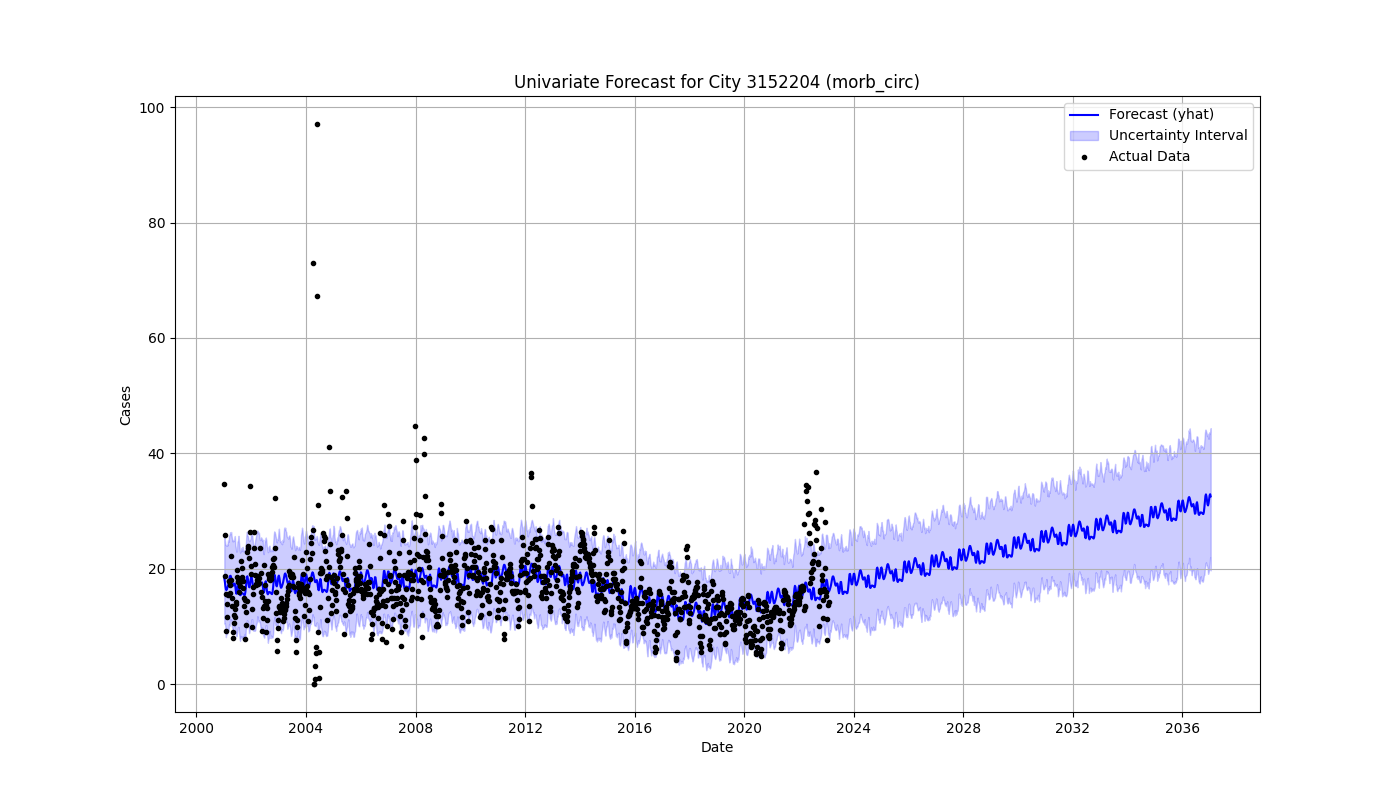 Univariate Forecast for City 3152204 (morb_circ)
Forecast (yhat)
Uncertainty Interval
Actual Data
Cases
100
80
60
40
20
0
2000 2004 2008 2012 2016 2020 2024 2028 2032 2036
Date